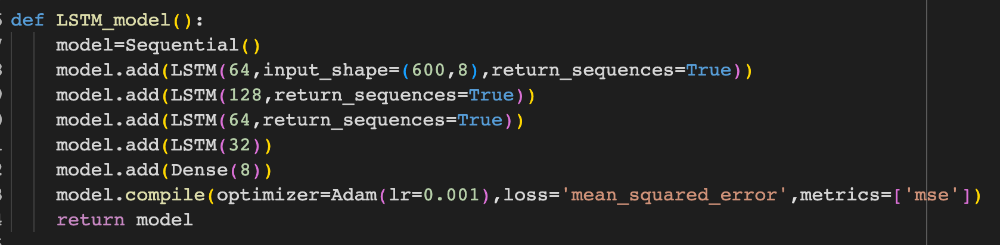 def LSTM_model():
    model=Sequential()
    model.add(LSTM(64,input_shape=(600,8),return_sequences=True))
    model.add(LSTM(128,return_sequences=True))
    model.add(LSTM(64,return_sequences=True))
    model.add(LSTM(32))
    model.add(Dense(8))
    model.compile(optimizer=Adam(lr=0.001),loss='mean_squared_error',metrics=['mse'])
    return model